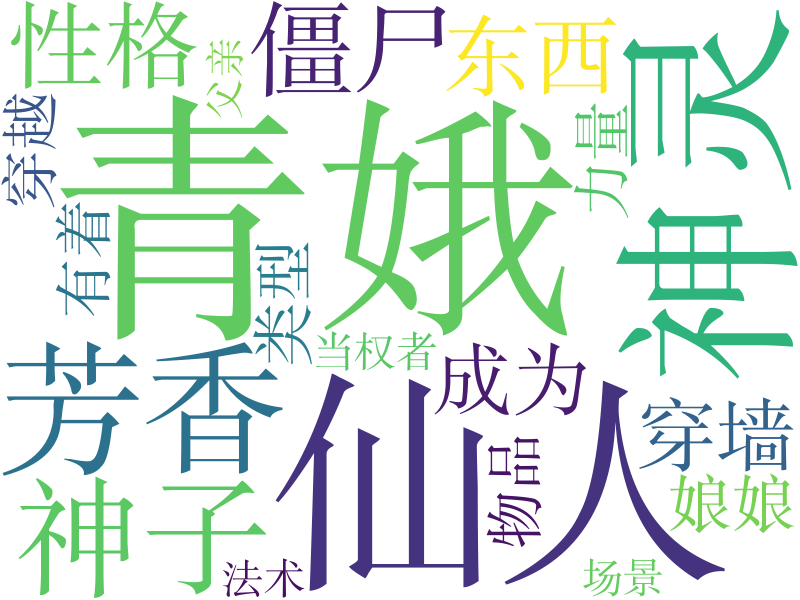 性格
父亲
僵尸
东西
神灵
穿越
青娥
力量
有着
类型
芳香
当权者
成为
仙人
穿墙
物品
神子
娘娘
法术
场景